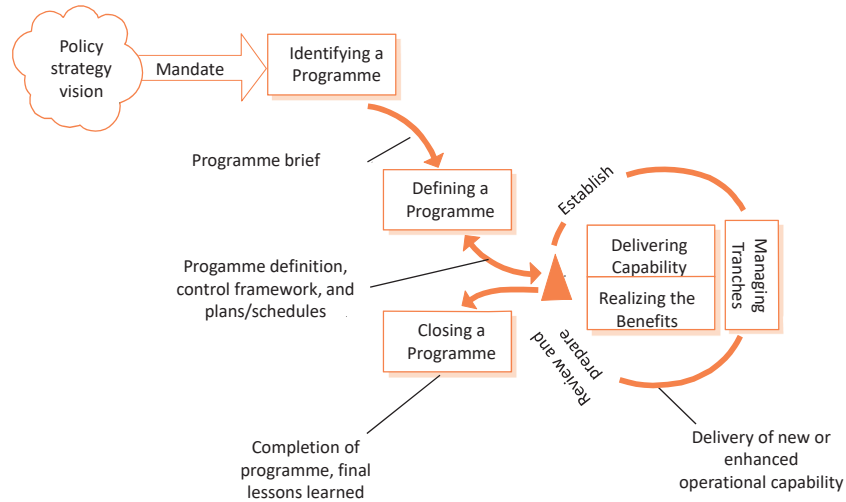 Policy
strategy
vision
Mandate
Identifying a
Programme
Programme brief
Defining a
Programme
Establish
Delivering
Capability
Realizing the
Benefits
Managing
Tranches
Progamme definition,
control framework, and
plans/schedules
Closing a
Programme
Review and
prepare
Completion of
programme, final
lessons learned
Delivery of new or
enhanced
operational capability